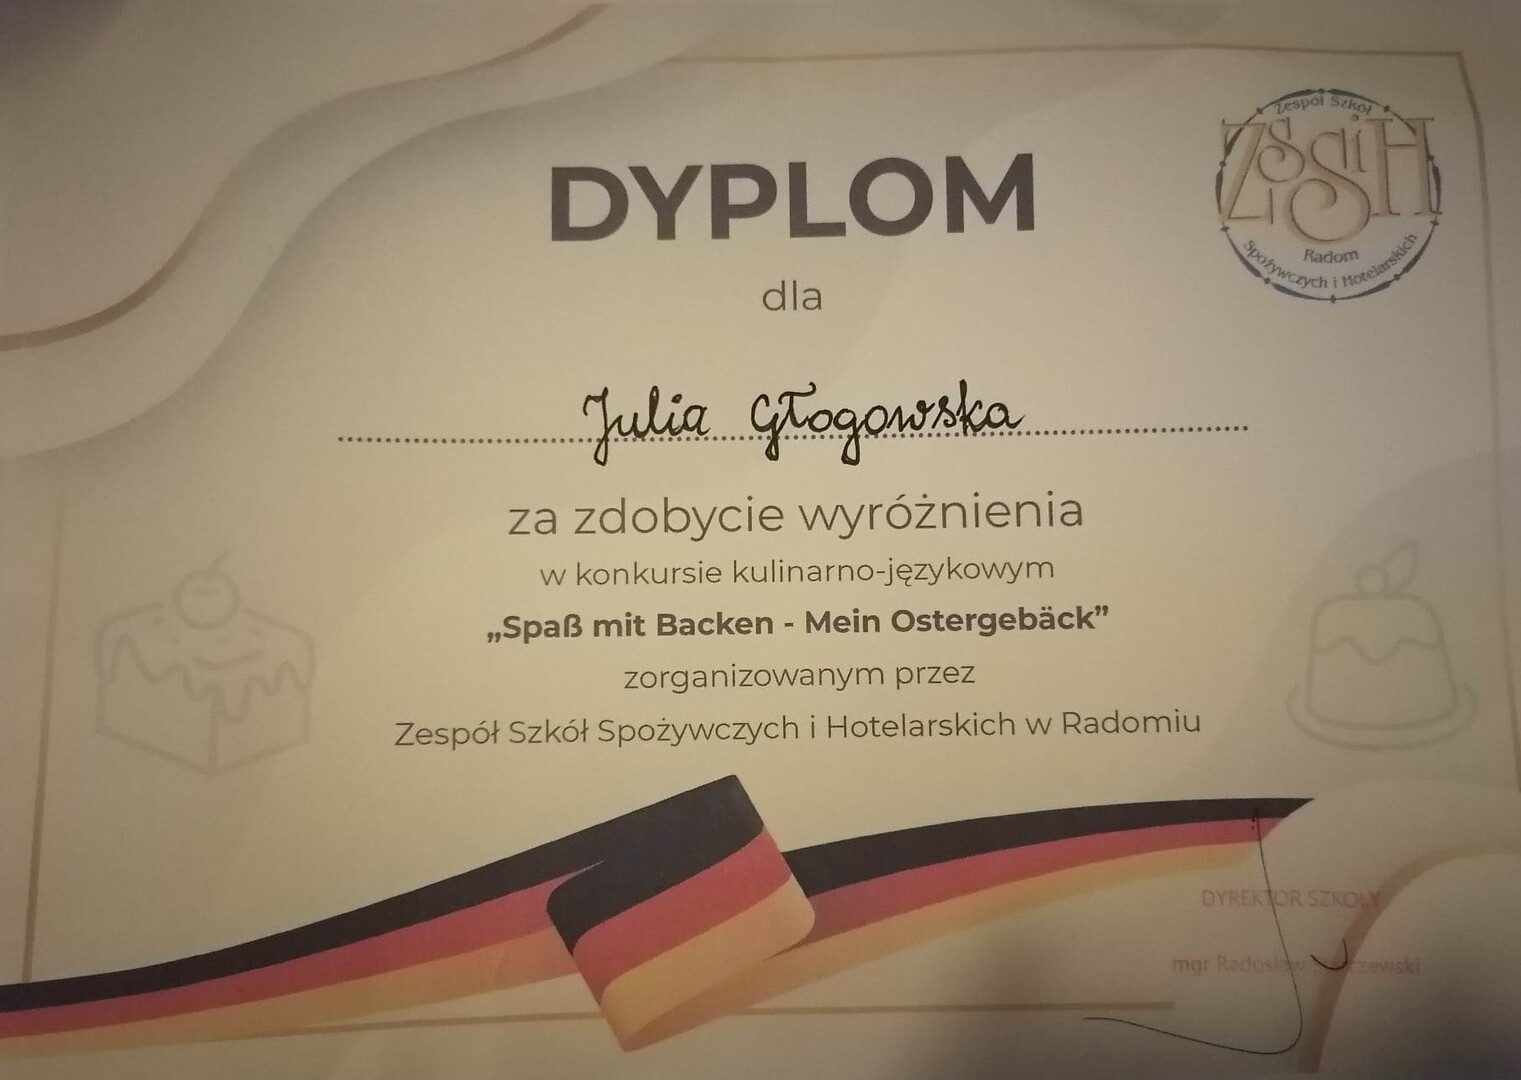 Zespół Szkół
ZSSiH
Radom
Spożywczych i Hotelarskich
DYPLOM
dla
Julia Głogowska
za zdobycie wyróżnienia
w konkursie kulinarno-językowym
„Spaß mit Backen - Mein Ostergebäck”
zorganizowanym przez
Zespół Szkół Spożywczych i Hotelarskich w Radomiu
DYREKTOR SZKOŁY
mgr Radosław